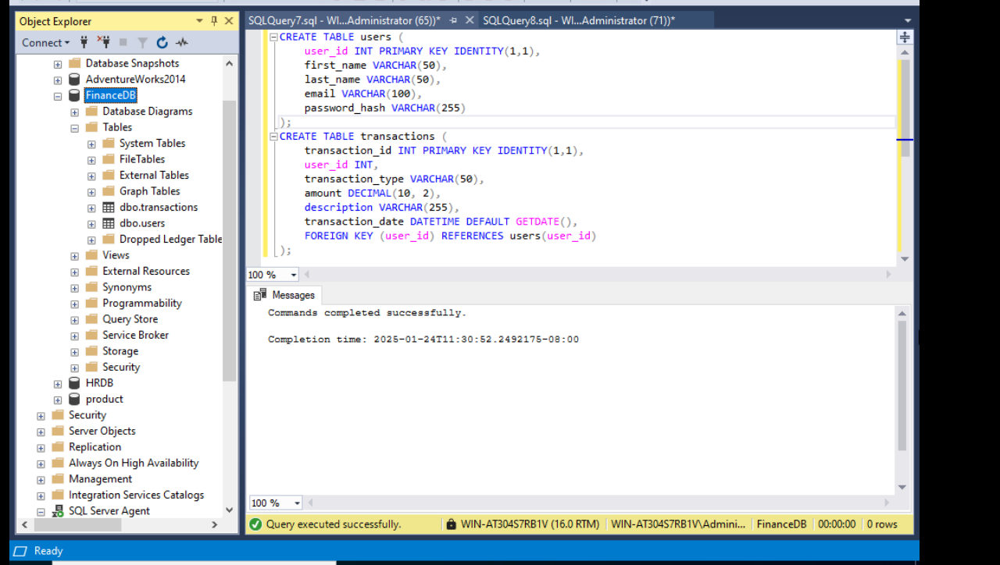 Object Explorer
Connect
Database Snapshots
AdventureWorks2014
FinanceDB
Database Diagrams
Tables
System Tables
FileTables
External Tables
Graph Tables
dbo.transactions
dbo.users
Dropped Ledger Table
Views
External Resources
Synonyms
Programmability
Query Store
Service Broker
Storage
Security
HRDB
product
Security
Server Objects
Replication
Always On High Availability
Management
Integration Services Catalogs
SQL Server Agent
SQLQuery7.sql - WI...Administrator (65))* SQLQuery8.sql - WI...Administrator (71))*
CREATE TABLE users (
user_id INT PRIMARY KEY IDENTITY(1,1),
first_name VARCHAR(50),
last_name VARCHAR(50),
email VARCHAR(100),
password_hash VARCHAR(255)
);
CREATE TABLE transactions (
transaction_id INT PRIMARY KEY IDENTITY(1,1),
user_id INT,
transaction_type VARCHAR(50),
amount DECIMAL(10, 2),
description VARCHAR(255),
transaction_date DATETIME DEFAULT GETDATE(),
FOREIGN KEY (user_id) REFERENCES users(user_id)
);
100 %
Messages
Commands completed successfully.
Completion time: 2025-01-24T11:30:52.2492175-08:00
100 %
Query executed successfully. WIN-AT304S7RB1V (16.0 RTM) WIN-AT304S7RB1V\Admini... FinanceDB 00:00:00 0 rows
Ready